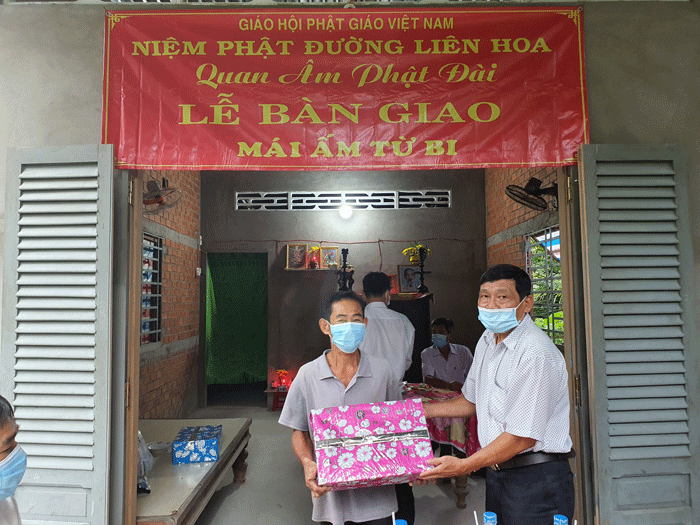 GIÁO HỘI PHẬT GIÁO VIỆT NAM
NIỆM PHẬT ĐƯỜNG LIÊN HOA
Quan Âm Phật Đài
LỄ BÀN GIAO
MÁI ẤM TỪ BI